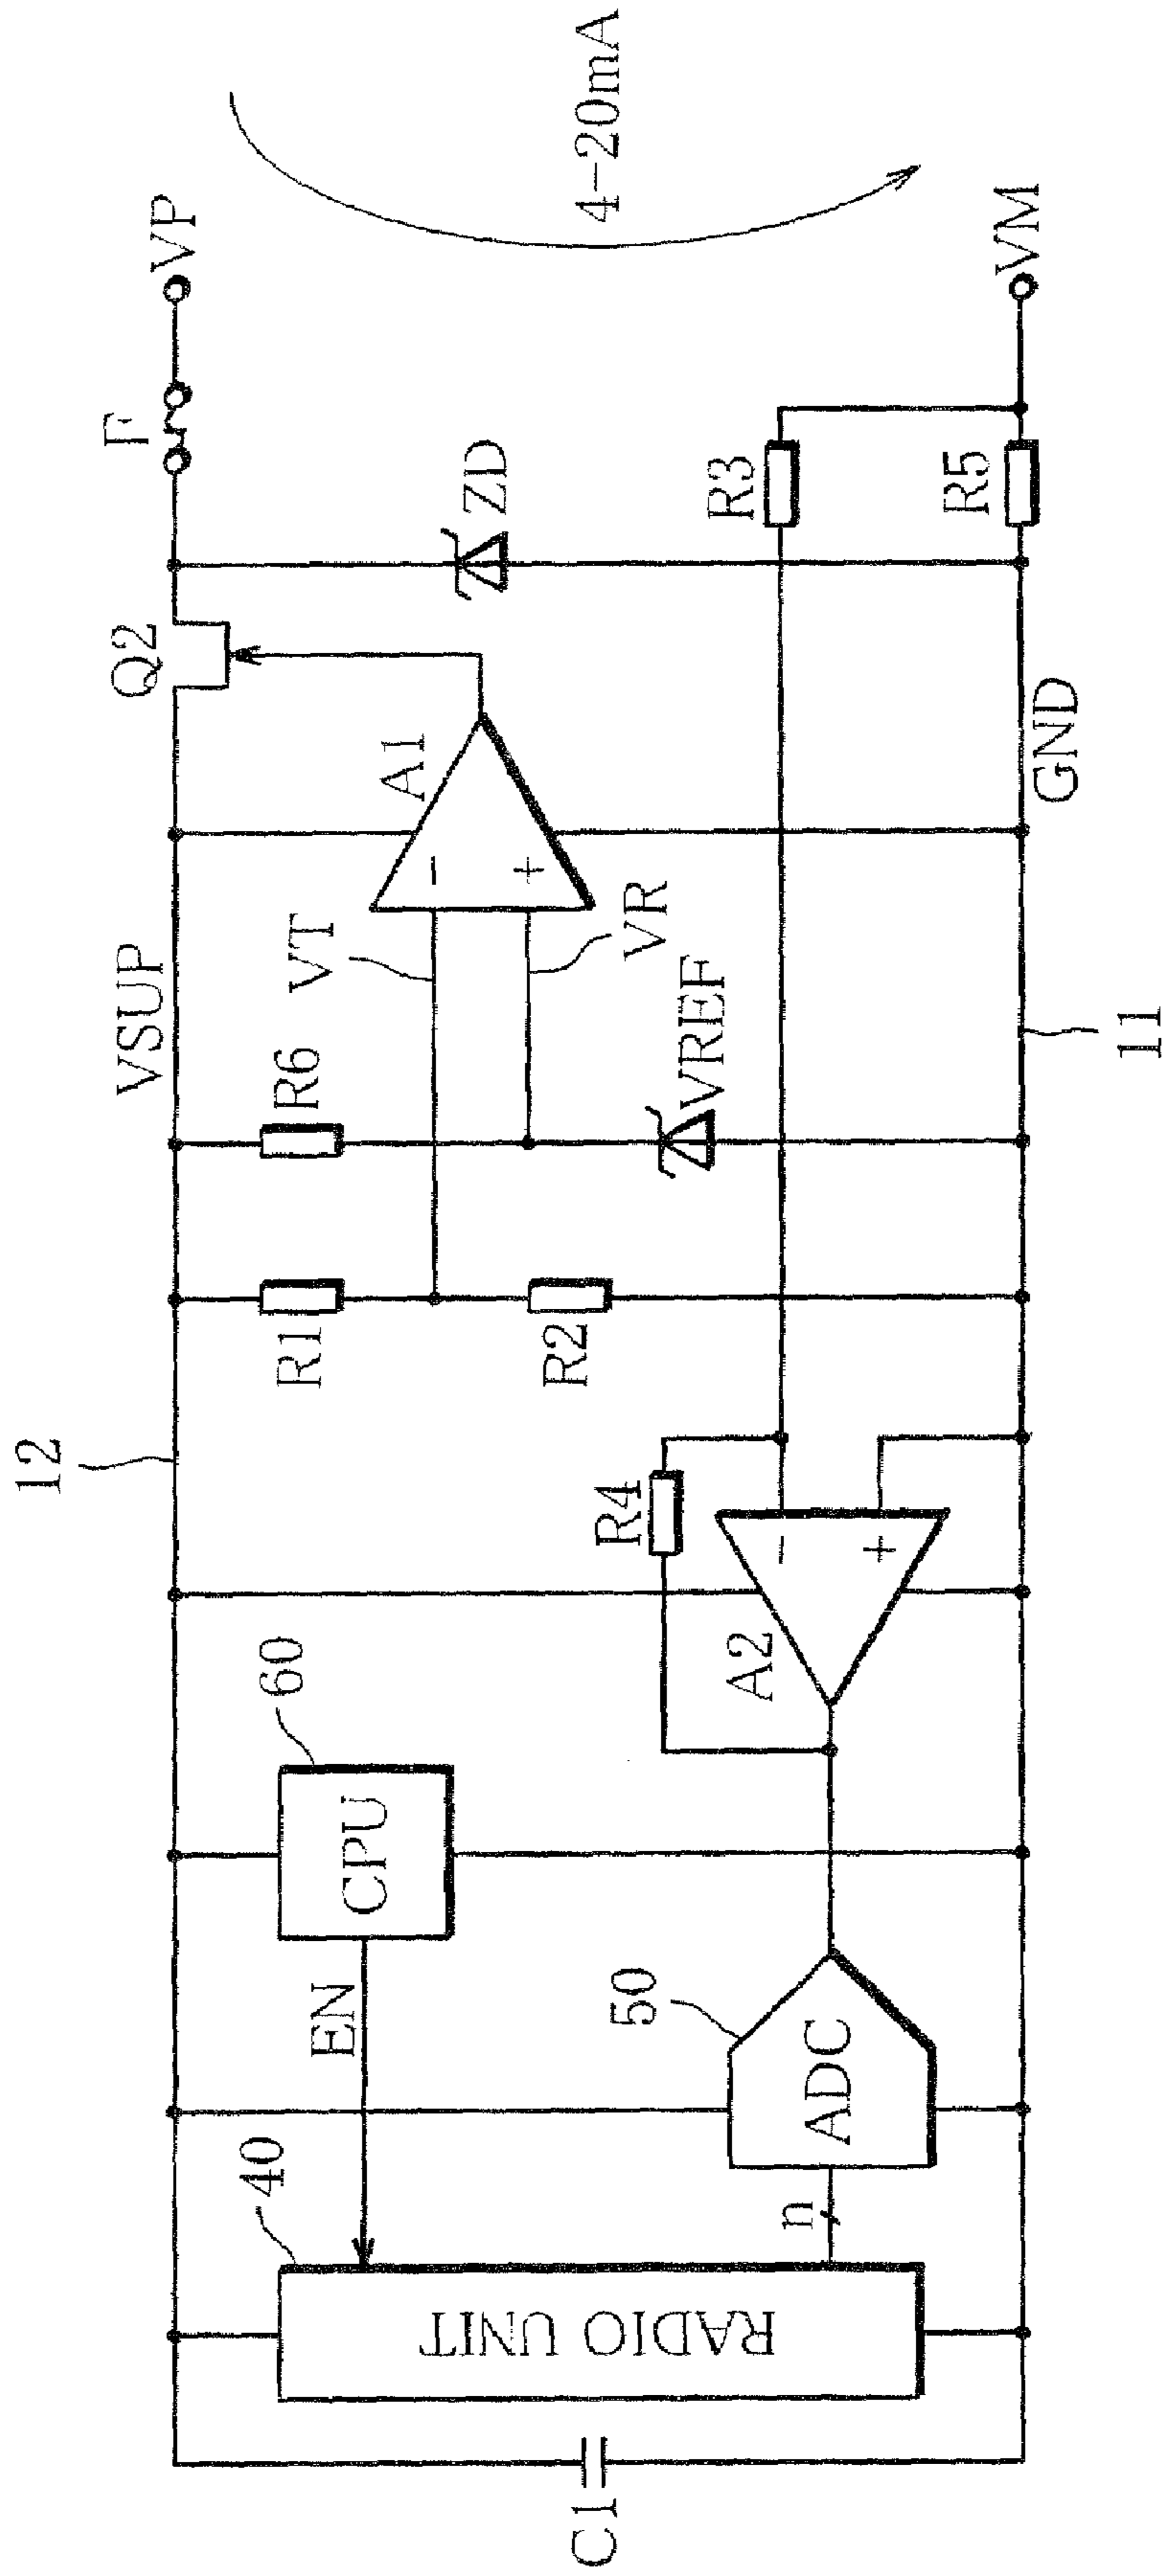 12
VSUP
VP
F
Q2
ZD
A1
-
+
VT
VR
R6
VREF
R1
R2
R3
R5
VM
4-20mA
GND
11
R4
A2
-
+
60
CPU
EN
50
ADC
n
40
RADIO UNIT
C1